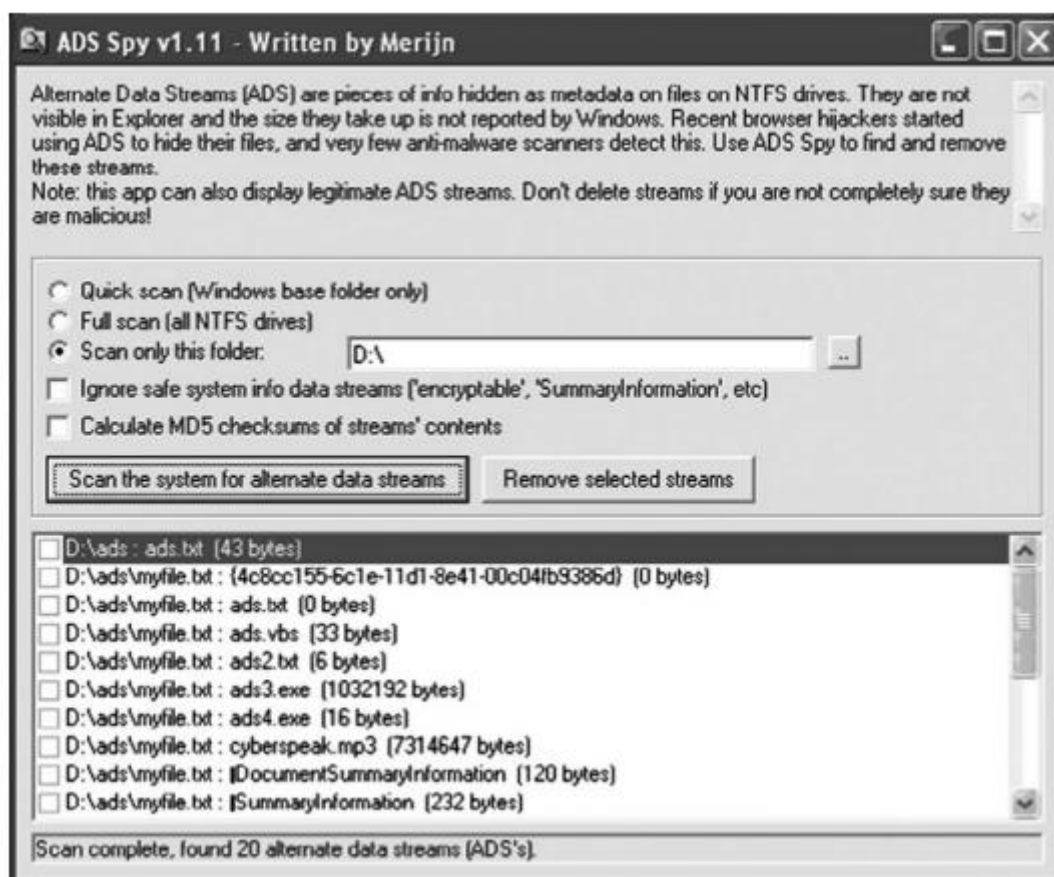 ADS Spy v1.11 - Written by Merijn
Alternate Data Streams (ADS) are pieces of info hidden as metadata on files on NTFS drives. They are not
visible in Explorer and the size they take up is not reported by Windows. Recent browser hijackers started
using ADS to hide their files, and very few anti-malware scanners detect this. Use ADS Spy to find and remove
these streams.
Note: this app can also display legitimate ADS streams. Don't delete streams if you are not completely sure they
are malicious!
Quick scan (Windows base folder only)
Full scan (all NTFS drives)
Scan only this folder: D:\ ..
Ignore safe system info data streams ('encryptable', 'SummaryInformation', etc)
Calculate MD5 checksums of streams' contents
Scan the system for alternate data streams Remove selected streams
D:\ads : ads.txt (43 bytes)
D:\ads\myfile.txt : {4c8cc155-6c1e-11d1-8e41-00c04fb9386d} (0 bytes)
D:\ads\myfile.txt : ads.txt (0 bytes)
D:\ads\myfile.txt : ads.vbs (33 bytes)
D:\ads\myfile.txt : ads2.txt (6 bytes)
D:\ads\myfile.txt : ads3.exe (1032192 bytes)
D:\ads\myfile.txt : ads4.exe (16 bytes)
D:\ads\myfile.txt : cyberspeak.mp3 (7314647 bytes)
D:\ads\myfile.txt : |DocumentSummaryInformation (120 bytes)
D:\ads\myfile.txt : |SummaryInformation (232 bytes)
Scan complete, found 20 alternate data streams (ADS's).